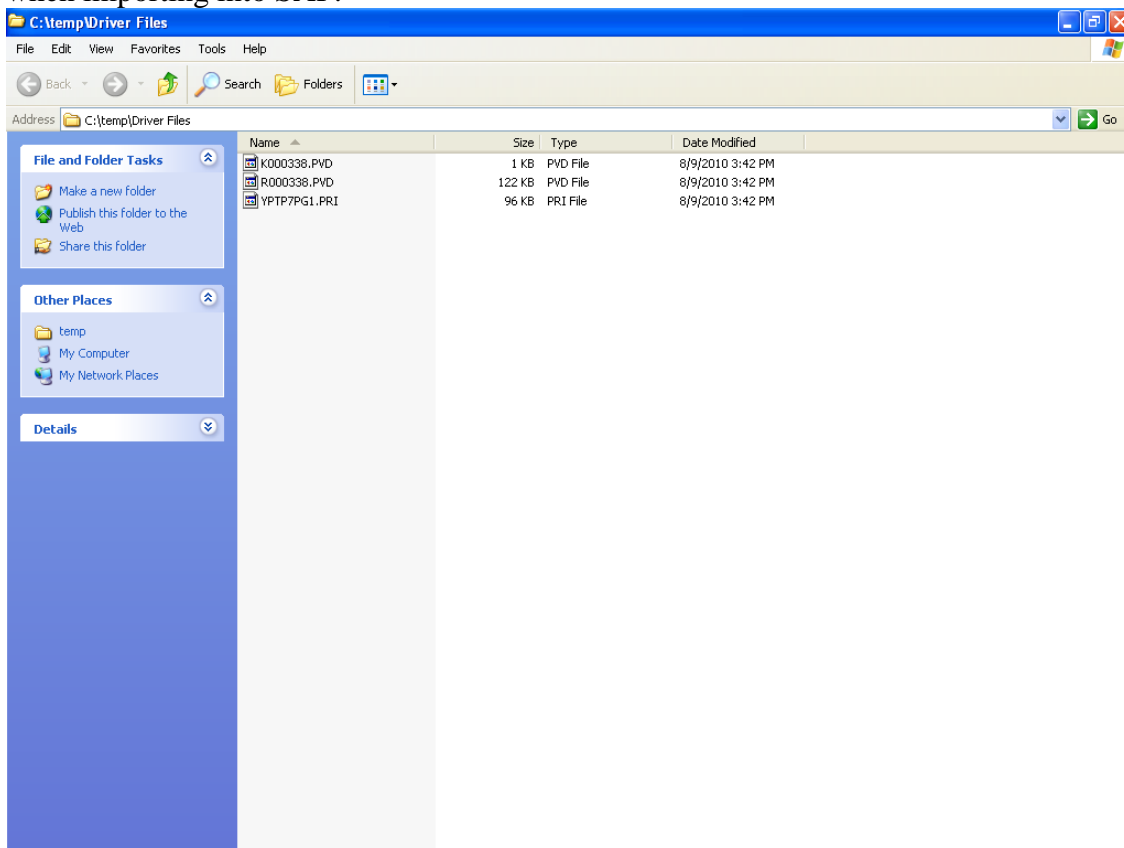 when importing into SAP.
C:\temp\Driver Files
File Edit View Favorites Tools Help
Back Search Folders
Address C:\temp\Driver Files Go
Name Size Type Date Modified
K000338.PVD 1 KB PVD File 8/9/2010 3:42 PM
R000338.PVD 122 KB PVD File 8/9/2010 3:42 PM
YPTP7PG1.PRI 96 KB PRI File 8/9/2010 3:42 PM
File and Folder Tasks
Make a new folder
Publish this folder to the
Web
Share this folder
Other Places
temp
My Computer
My Network Places
Details